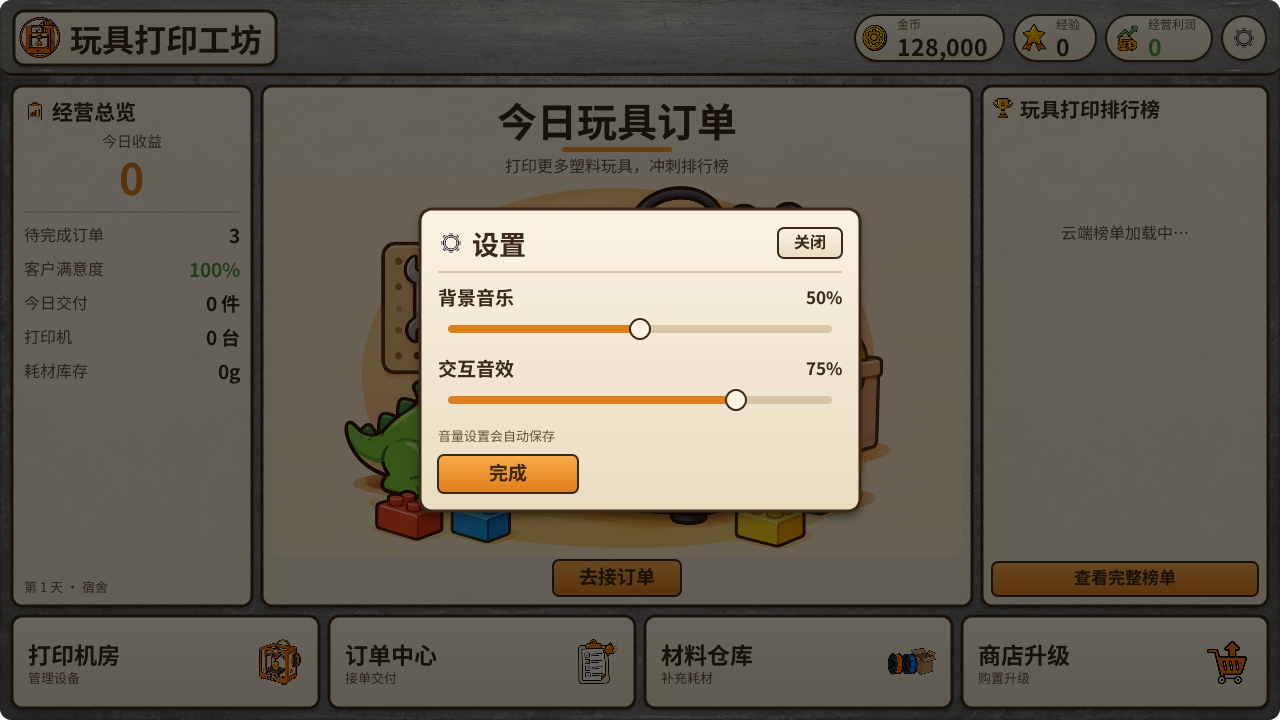 玩具打印工坊
金币
128,000
经验
0
经营利润
0
经营总览
今日收益
0
待完成订单 3
客户满意度 100%
今日交付 0 件
打印机 0 台
耗材库存 0g
第 1 天 · 宿舍
今日玩具订单
打印更多塑料玩具，冲刺排行榜
设置
关闭
背景音乐 50%
交互音效 75%
音量设置会自动保存
完成
去接订单
玩具打印排行榜
云端榜单加载中…
查看完整榜单
打印机房
管理设备
订单中心
接单交付
材料仓库
补充耗材
商店升级
购置升级